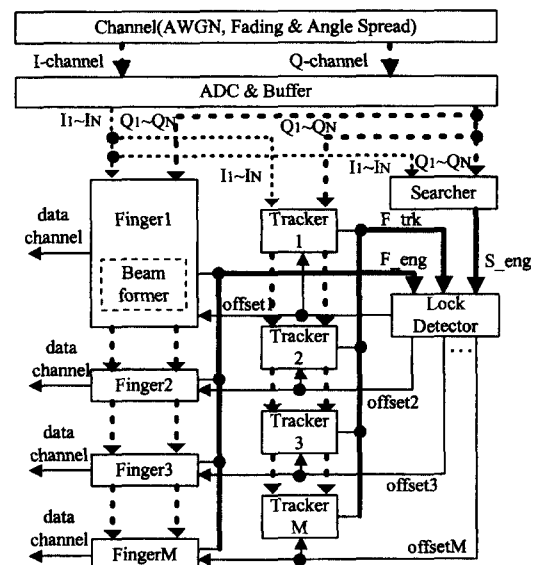 Channel(AWGN, Fading & Angle Spread)
I-channel
Q-channel
ADC & Buffer
I1~IN
Q1~QN
Q1~QN
I1~IN
I1~IN
Q1~QN
Searcher
data
channel
Finger1
Tracker
1
F_trk
F_eng
S_eng
Beam
former
offset1
Lock
Detector
...
data
channel
Finger2
Tracker
2
offset2
data
channel
Finger3
Tracker
3
offset3
data
channel
FingerM
Tracker
M
offsetM